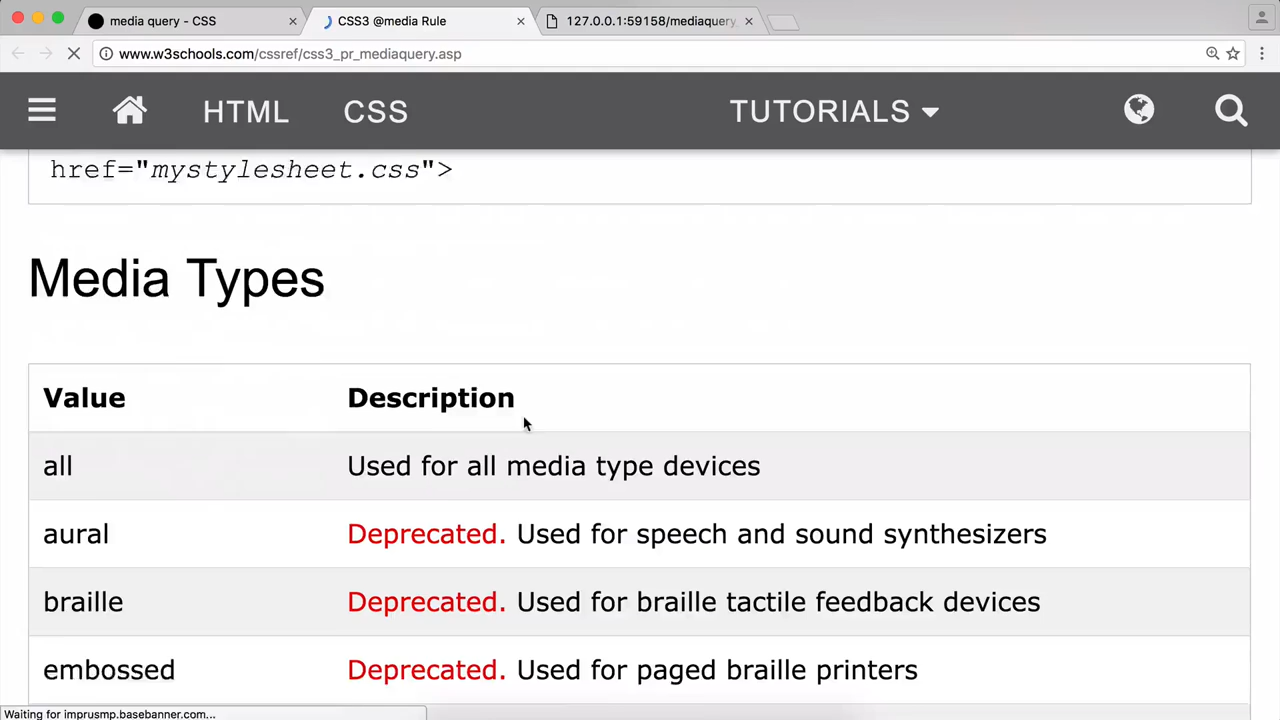 media query - CSS
CSS3 @media Rule
127.0.0.1:59158/mediaquery
www.w3schools.com/cssref/css3_pr_mediaquery.asp
HTML CSS TUTORIALS
href="mystylesheet.css">
Media Types
Value Description
all Used for all media type devices
aural Deprecated. Used for speech and sound synthesizers
braille Deprecated. Used for braille tactile feedback devices
embossed Deprecated. Used for paged braille printers
Waiting for imprusmp.basebanner.com...